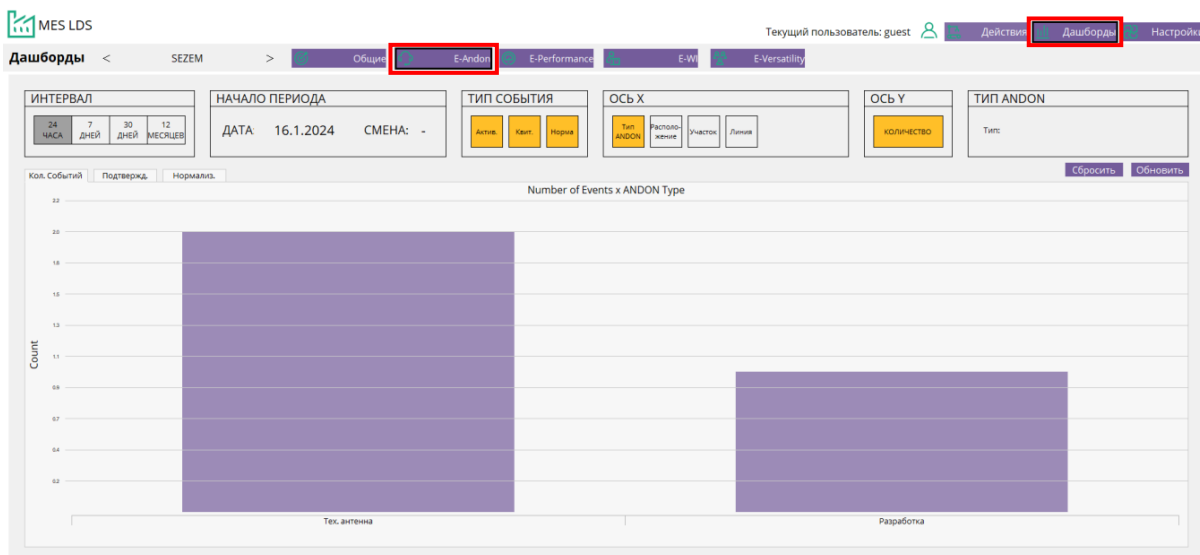 MES LDS
Текущий пользователь: guest
Действия
Дашборды
Настройки
Дашборды < SEZEM >
Общие
E-Andon
E-Performance
E-WI
E-Versatility
ИНТЕРВАЛ
24 ЧАСА
7 ДНЕЙ
30 ДНЕЙ
12 МЕСЯЦЕВ
НАЧАЛО ПЕРИОДА
ДАТА: 16.1.2024 СМЕНА: -
ТИП СОБЫТИЯ
Актив.
Квит.
Норма
ОСЬ X
Тип ANDON
Располо-
жение
Участок
Линия
ОСЬ Y
КОЛИЧЕСТВО
ТИП ANDON
Тип:
Кол. Событий
Подтвержд.
Нормализ.
Сбросить
Обновить
Number of Events x ANDON Type
2.2
2.0
1.8
1.5
1.3
1.1
0.9
0.7
0.4
0.2
Count
Тех. антенна
Разработка